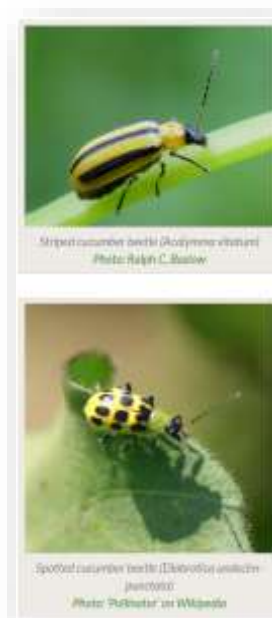 Striped cucumber beetle (Acalymma vittatum)
Photo: Ralph C. Barlow
Spotted cucumber beetle (Diabrotica undecim-
punctata)
Photo: 'Pollinator' on Wikipedia